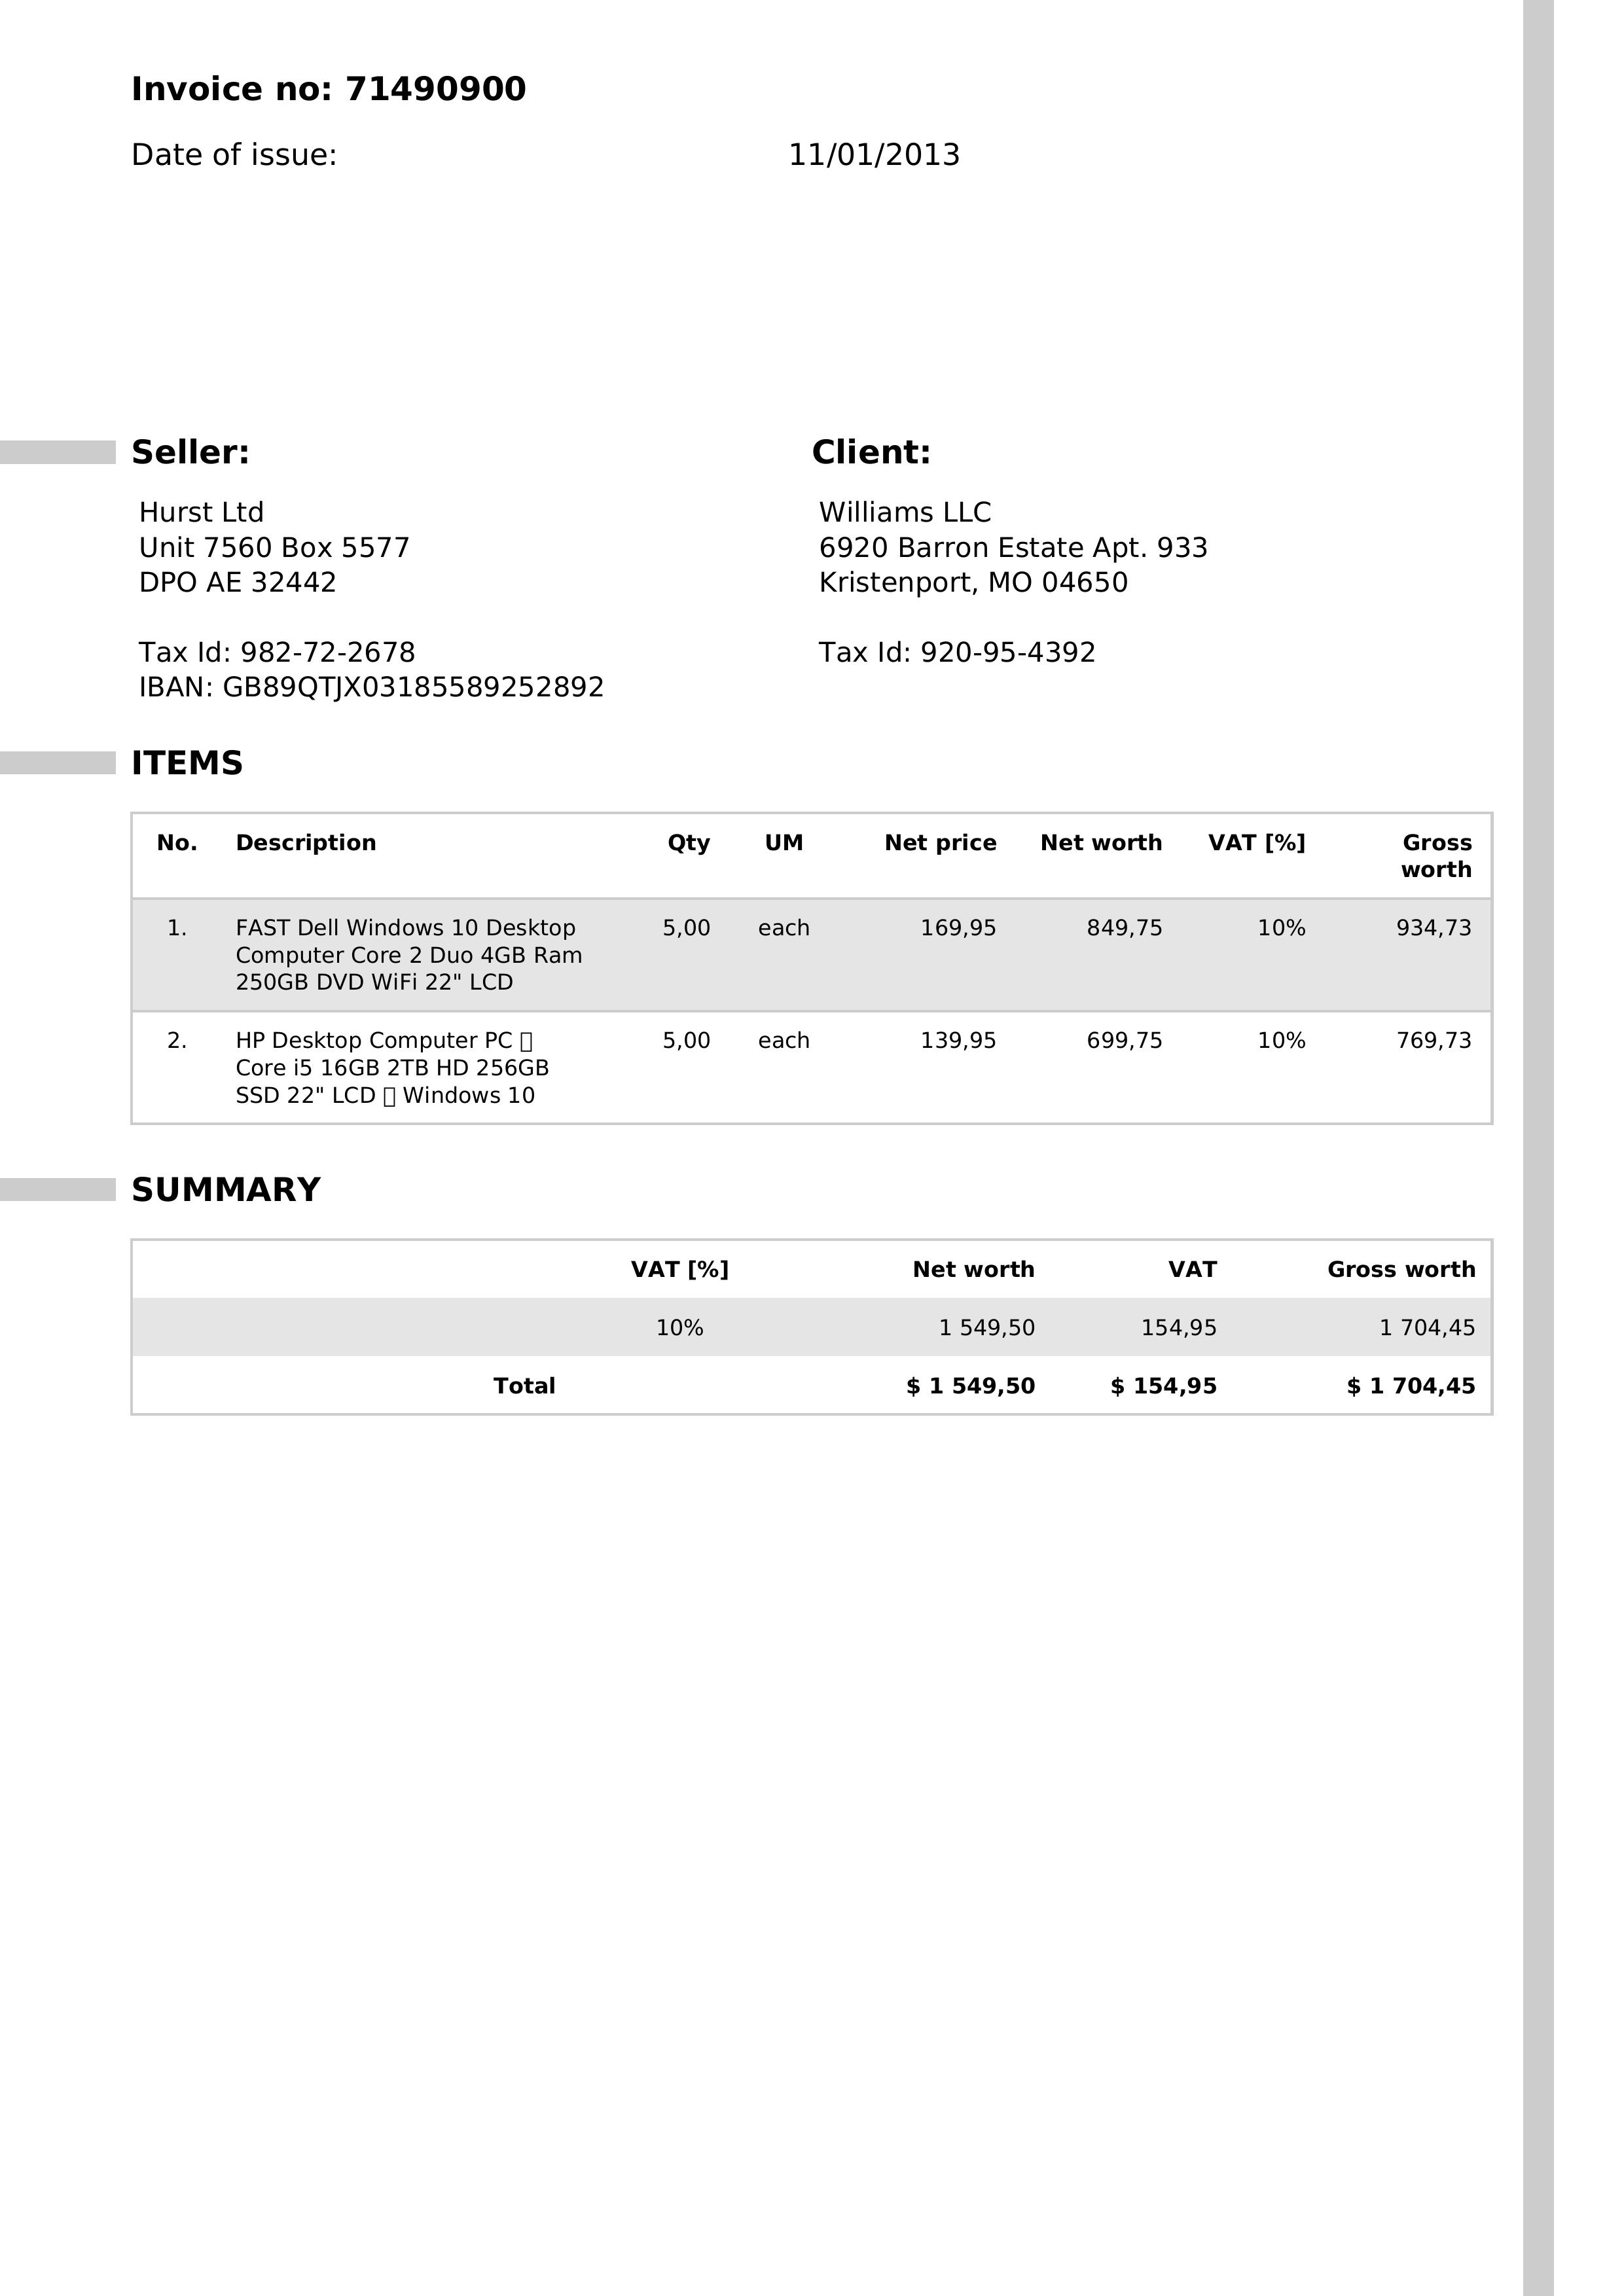 Invoice no: 71490900
Date of issue: 11/01/2013
Seller:
Hurst Ltd
Unit 7560 Box 5577
DPO AE 32442
Tax Id: 982-72-2678
IBAN: GB89QTJX03185589252892
Client:
Williams LLC
6920 Barron Estate Apt. 933
Kristenport, MO 04650
Tax Id: 920-95-4392
ITEMS
No. Description Qty UM Net price Net worth VAT [%] Gross
worth
1. FAST Dell Windows 10 Desktop 5,00 each 169,95 849,75 10% 934,73
Computer Core 2 Duo 4GB Ram
250GB DVD WiFi 22" LCD
2. HP Desktop Computer PC 5,00 each 139,95 699,75 10% 769,73
Core i5 16GB 2TB HD 256GB
SSD 22" LCD Windows 10
SUMMARY
VAT [%] Net worth VAT Gross worth
10% 1 549,50 154,95 1 704,45
Total $ 1 549,50 $ 154,95 $ 1 704,45